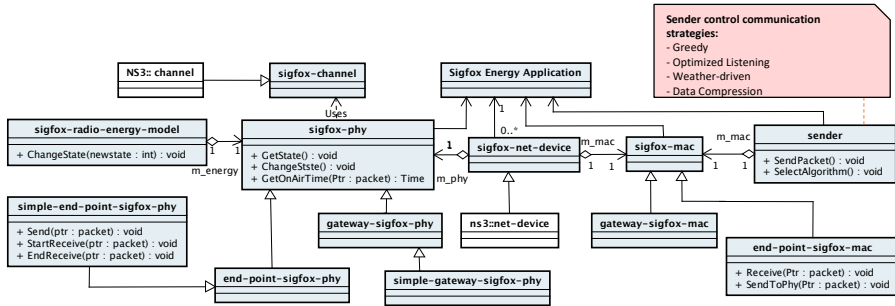 Sender control communication
strategies:
- Greedy
- Optimized Listening
- Weather-driven
- Data Compression
NS3:: channel
sigfox-channel
Sigfox Energy Application
Uses
1
0..*
sigfox-radio-energy-model
+ ChangeState(newstate : int) : void
1
1
m_energy
sigfox-phy
+ GetState() : void
+ ChangeStste() : void
+ GetOnAirTime(Ptr : packet) : Time
1
1
m_phy
sigfox-net-device
m_mac
1
1
sigfox-mac
m_mac
1
1
sender
+ SendPacket() : void
+ SelectAlgorithm() : void
simple-end-point-sigfox-phy
+ Send(ptr : packet) : void
+ StartReceive(ptr : packet) : void
+ EndReceive(ptr : packet) : void
gateway-sigfox-phy
ns3::net-device
gateway-sigfox-mac
end-point-sigfox-mac
+ Receive(Ptr : packet) : void
+ SendToPhy(Ptr : packet) : void
end-point-sigfox-phy
simple-gateway-sigfox-phy